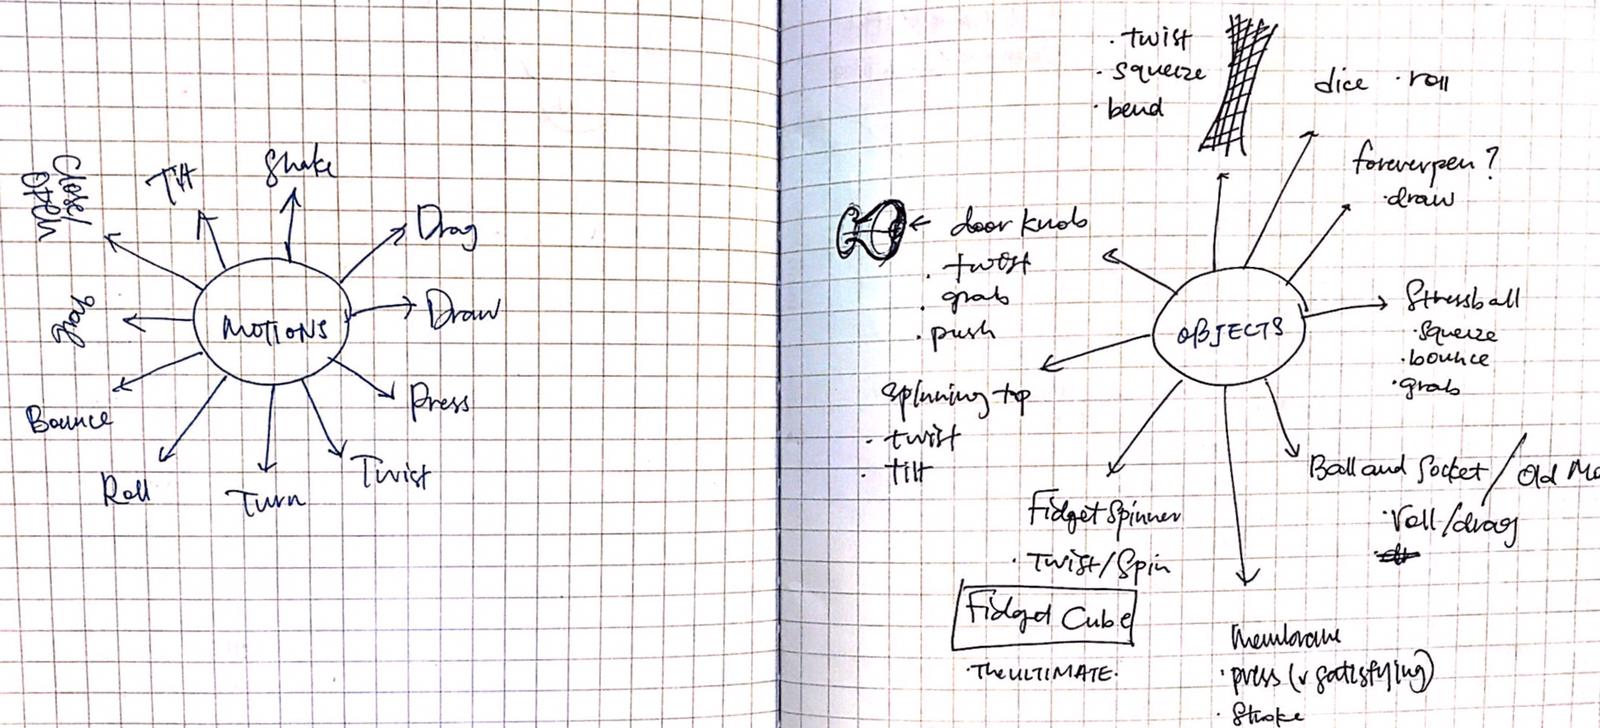 Close/
Open
Tilt
Shake
Drag
Draw
MOTIONS
Press
Bounce
Roll
Turn
Twist
· twist
· squeeze
· bend
dice · roll
foreverpen?
· draw
door knob
· twist
· grab
· push
OBJECTS
Stressball
· squeeze
· bounce
· grab
spinning top
· twist
· tilt
Ball and Socket / Old
· roll/drag
Fidget Spinner
· Twist/Spin
Fidget Cube
· The ULTIMATE.
Membrane
· press (v satisfying)
· Stroke